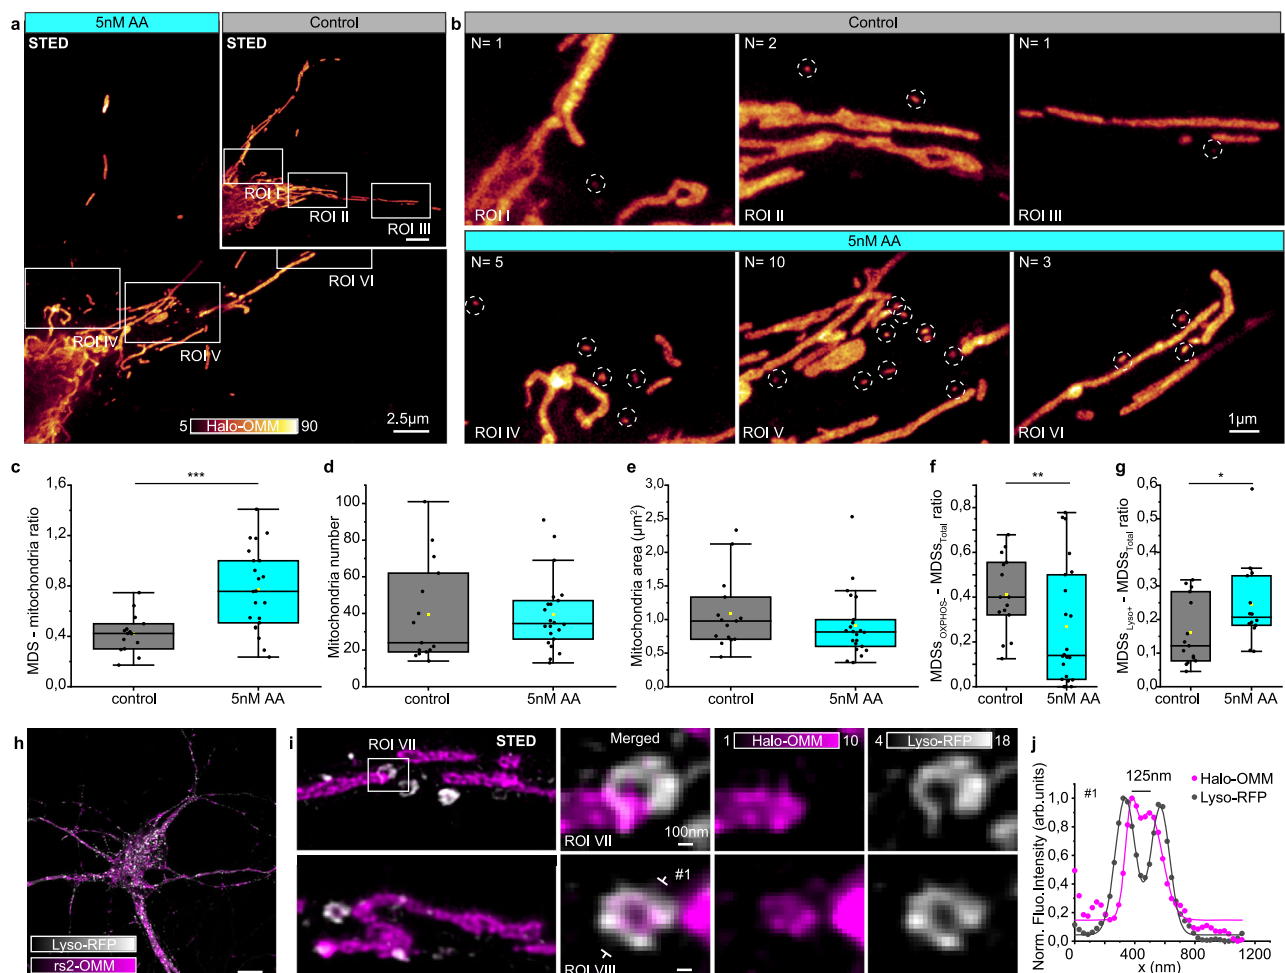 a
5nM AA
Control
STED
STED
ROI I
ROI II
ROI III
ROI VI
ROI IV
ROI V
5 Halo-OMM 90
2.5µm
b
Control
N= 1
N= 2
N= 1
ROI I
ROI II
ROI III
5nM AA
N= 5
N= 10
N= 3
ROI IV
ROI V
ROI VI
1µm
c
***
MDS - mitochondria ratio
1,6
1,2
0,8
0,4
0,0
control
5nM AA
d
Mitochondria number
100
80
60
40
20
0
control
5nM AA
e
Mitochondria area (µm²)
3,0
2,5
2,0
1,5
1,0
0,5
0,0
control
5nM AA
f
**
MDSs OXPHOS- - MDSs Total ratio
0,8
0,6
0,4
0,2
0,0
control
5nM AA
g
*
MDSs Lyso+ - MDSs Total ratio
0,6
0,5
0,4
0,3
0,2
0,1
0,0
control
5nM AA
h
Lyso-RFP
rs2-OMM
i
ROI VII
STED
Merged
1 Halo-OMM 10
4 Lyso-RFP 18
100nm
ROI VII
#1
ROI VIII
j
125nm
Halo-OMM
Lyso-RFP
#1
Norm. Fluo.Intensity (arb.units)
1,0
0,8
0,6
0,4
0,2
0,0
0
400
800
1200
x (nm)